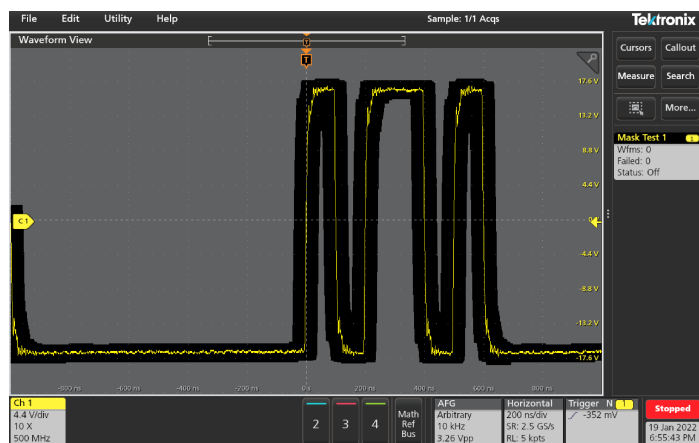 File Edit Utility Help Sample: 1/1 Acqs Tektronix
Waveform View
Cursors Callout
Measure Search
More...
Mask Test 1 1
Wfms: 0
Failed: 0
Status: Off
T
17.6 V
13.2 V
8.8 V
4.4 V
C 1
-4.4 V
-8.8 V
-13.2 V
-17.6 V
-800 ns -600 ns -400 ns -200 ns 0 s 200 ns 400 ns 600 ns 800 ns
Ch 1
4.4 V/div
10 X
500 MHz
2 3 4
Math
Ref
Bus
AFG
Arbitrary
10 kHz
3.26 Vpp
Horizontal
200 ns/div
SR: 2.5 GS/s
RL: 5 kpts
Trigger N 1
-352 mV
Stopped
19 Jan 2022
6:55:43 PM